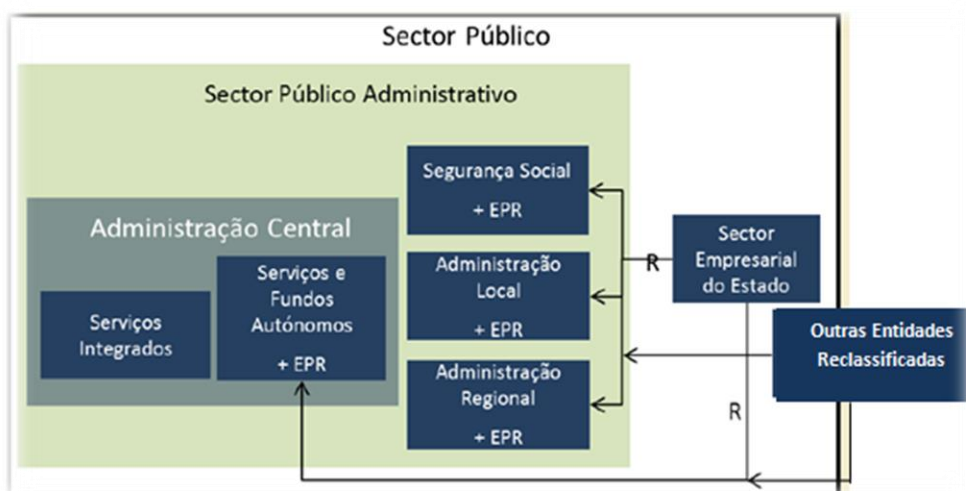 Sector Público
Sector Público Administrativo
Segurança Social
+ EPR
Administração Central
Serviços
Integrados
Serviços e
Fundos
Autónomos
+ EPR
Administração
Local
+ EPR
Administração
Regional
+ EPR
R
Sector
Empresarial
do Estado
Outras Entidades
Reclassificadas
R